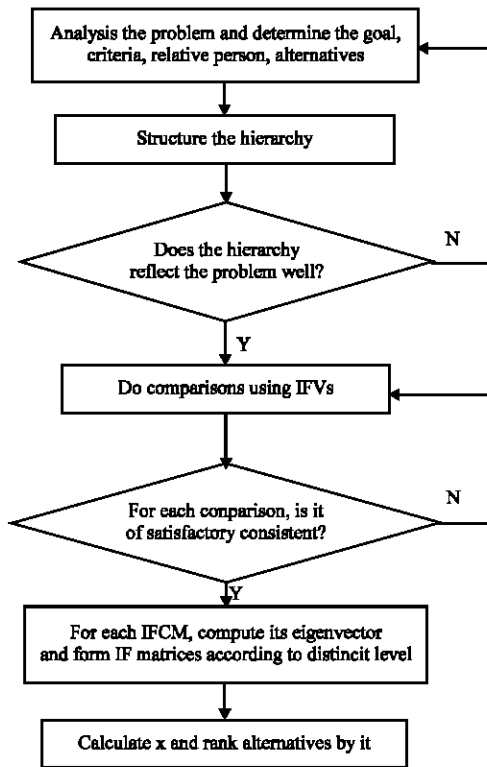 Analysis the problem and determine the goal,
criteria, relative person, alternatives
Structure the hierarchy
Does the hierarchy
reflect the problem well?
N
Y
Do comparisons using IFVs
For each conparison, is it
of satisfactory consistent?
N
Y
For each IFCM, compute its eigenvector
and form IF matrices according to distincit level
Calculate x and rank alternatives by it